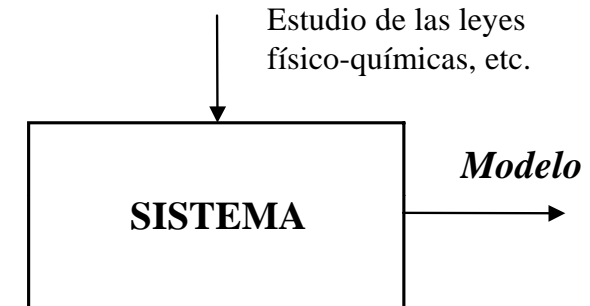 Estudio de las leyes
físico-químicas, etc.
Modelo
SISTEMA